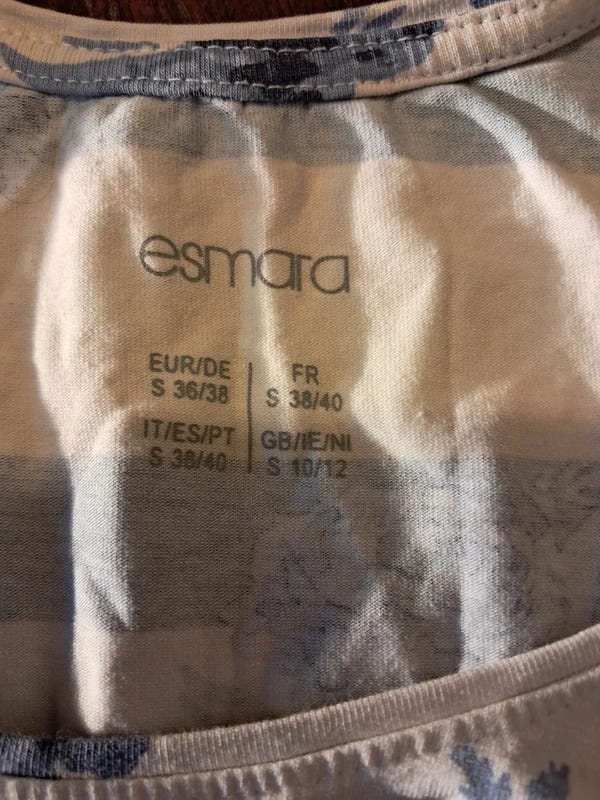 esmara
EUR/DE
S 36/38
FR
S 38/40
IT/ES/PT
S 38/40
GB/IE/NI
S 10/12